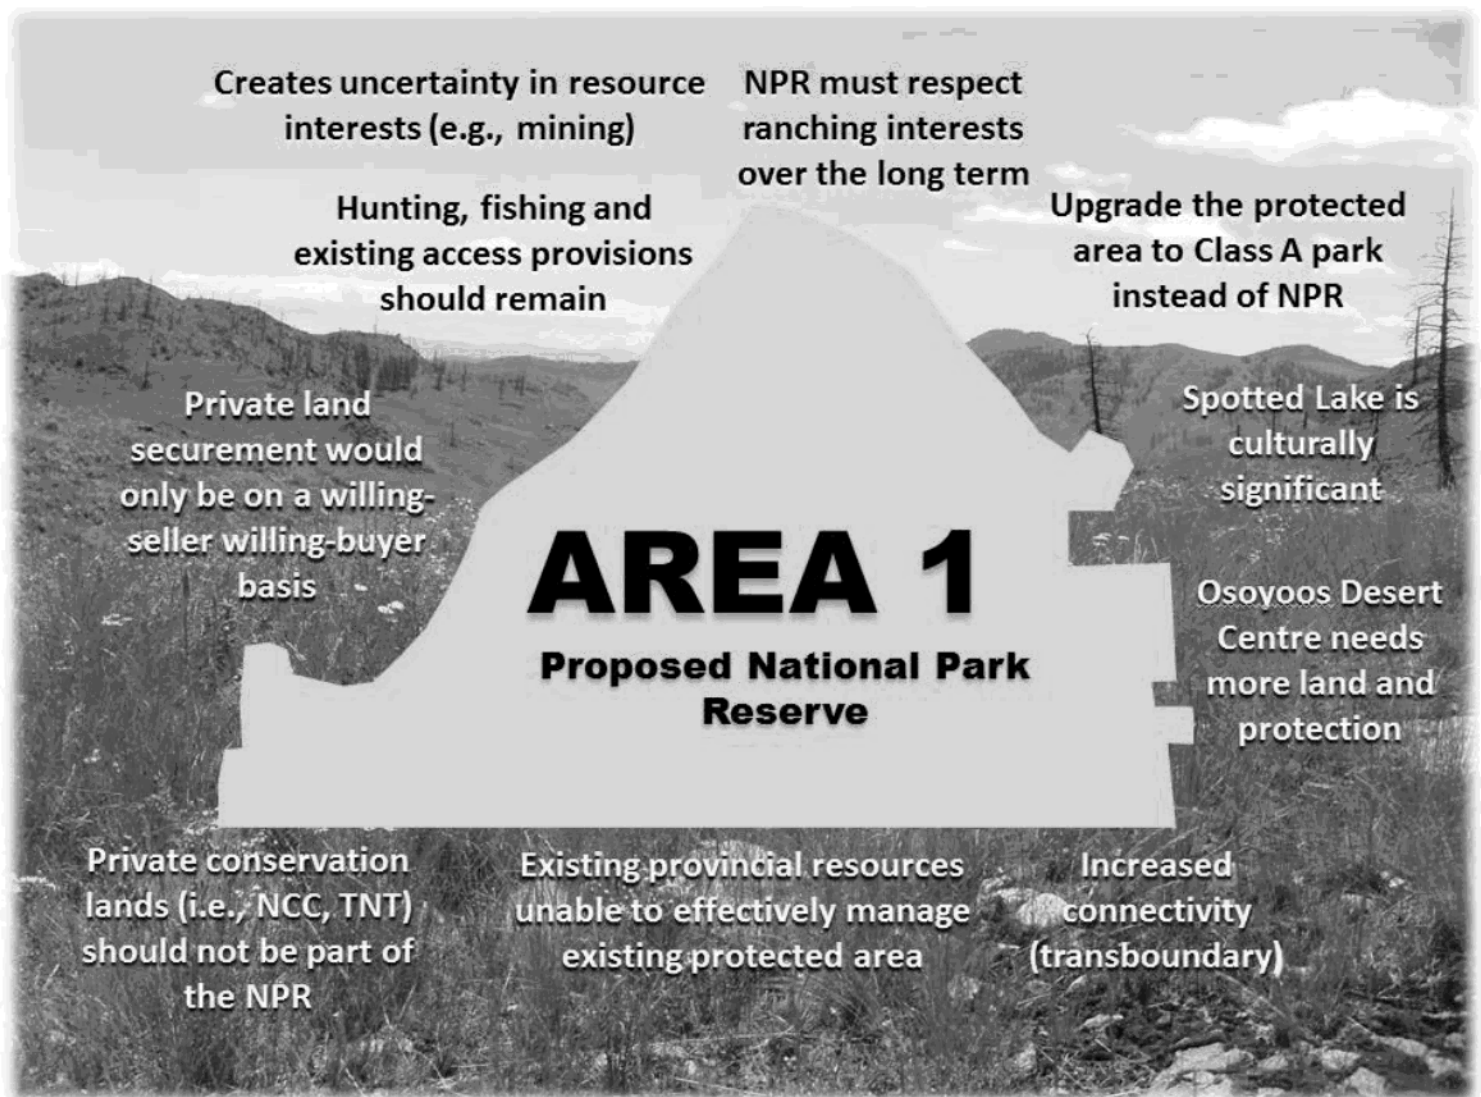 Creates uncertainty in resource
interests (e.g., mining)
NPR must respect
ranching interests
over the long term
Hunting, fishing and
existing access provisions
should remain
Upgrade the protected
area to Class A park
instead of NPR
Private land
securement would
only be on a willing-
seller willing-buyer
basis
Spotted Lake is
culturally
significant
AREA 1
Proposed National Park
Reserve
Osoyoos Desert
Centre needs
more land and
protection
Private conservation
lands (i.e., NCC, TNT)
should not be part of
the NPR
Existing provincial resources
unable to effectively manage
existing protected area
Increased
connectivity
(transboundary)